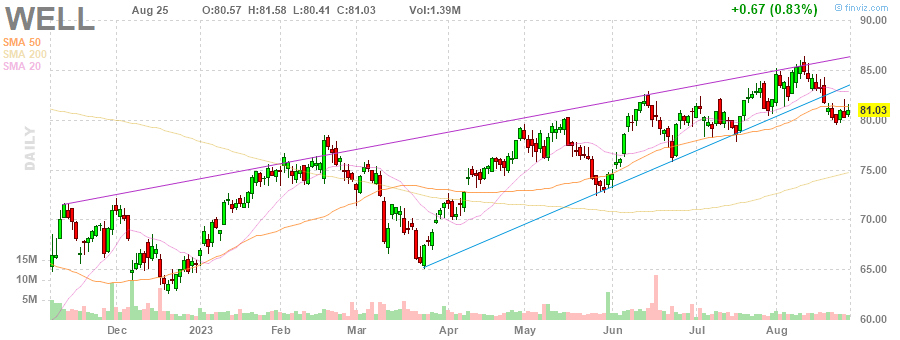 WELL
Aug 25 O:80.57 H:81.58 L:80.41 C:81.03 Vol:1.39M +0.67 (0.83%)
finviz.com
SMA 50
SMA 200
SMA 20
DAILY
90.00
85.00
81.03
80.00
75.00
70.00
65.00
60.00
15M
10M
5M
Dec 2023 Feb Mar Apr May Jun Jul Aug